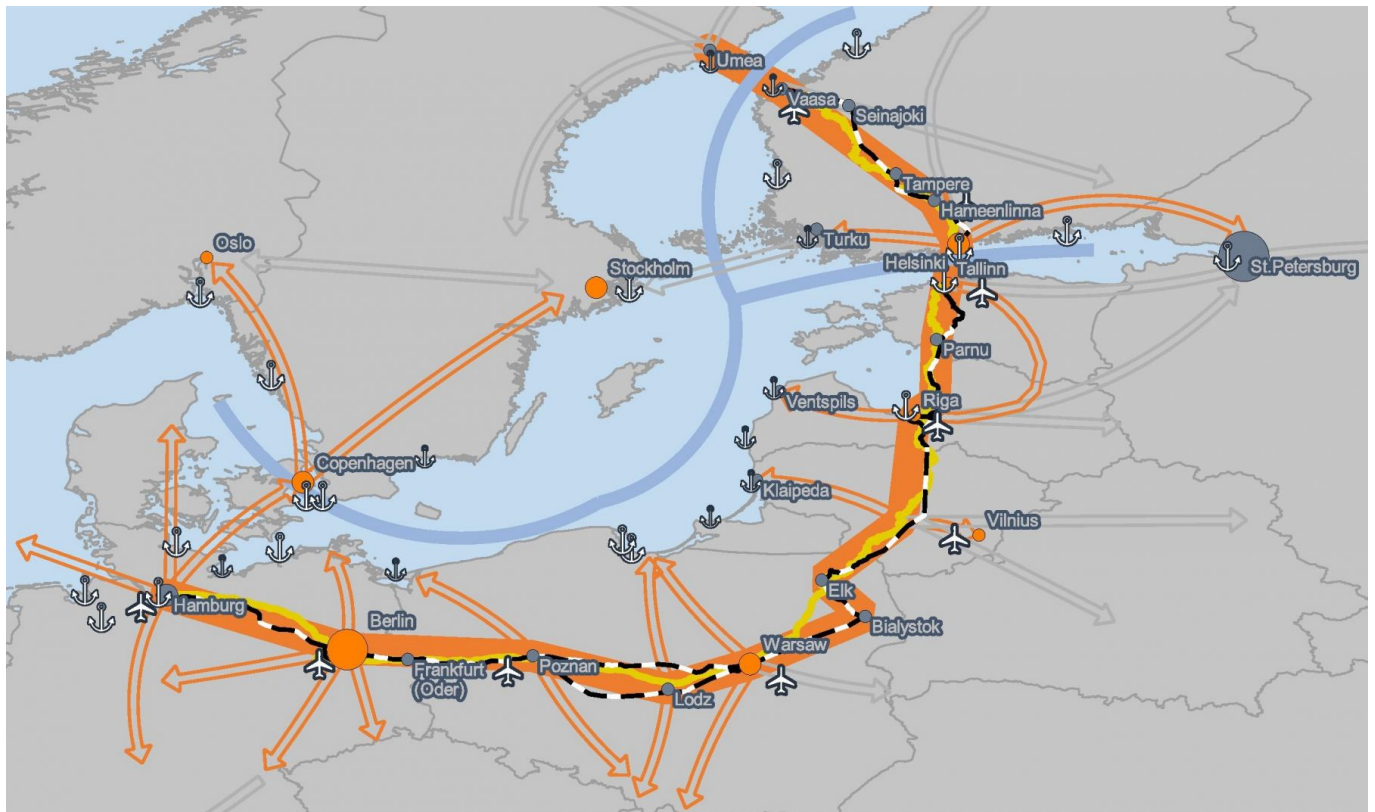 Umea
Vaasa
Seinajoki
Tampere
Hameenlinna
Turku
Oslo
Stockholm
Helsinki
Tallinn
St.Petersburg
Parnu
Ventspils
Riga
Copenhagen
Klaipeda
Vilnius
Elk
Hamburg
Bialystok
Berlin
Warsaw
Frankfurt
(Oder)
Poznan
Lodz